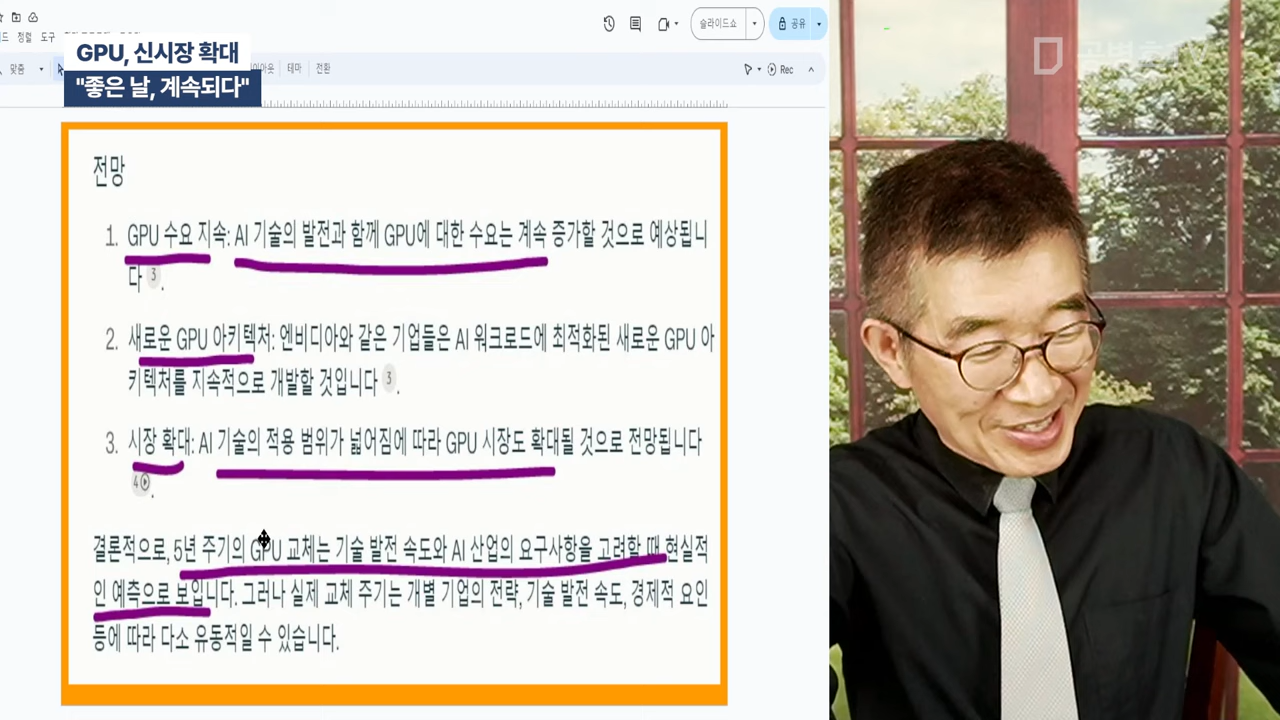 슬라이드쇼
공유
드 정렬 도구
GPU, 신시장 확대
맞춤
아웃
테마
전환
Rec
"좋은 날, 계속되다"
전망
1. GPU 수요 지속: AI 기술의 발전과 함께 GPU에 대한 수요는 계속 증가할 것으로 예상됩니
다 3 .
2. 새로운 GPU 아키텍처: 엔비디아와 같은 기업들은 AI 워크로드에 최적화된 새로운 GPU 아
키텍처를 지속적으로 개발할 것입니다 3 .
3. 시장 확대: AI 기술의 적용 범위가 넓어짐에 따라 GPU 시장도 확대될 것으로 전망됩니다
4 .
결론적으로, 5년 주기의 GPU 교체는 기술 발전 속도와 AI 산업의 요구사항을 고려할 때 현실적
인 예측으로 보입니다. 그러나 실제 교체 주기는 개별 기업의 전략, 기술 발전 속도, 경제적 요인
등에 따라 다소 유동적일 수 있습니다.